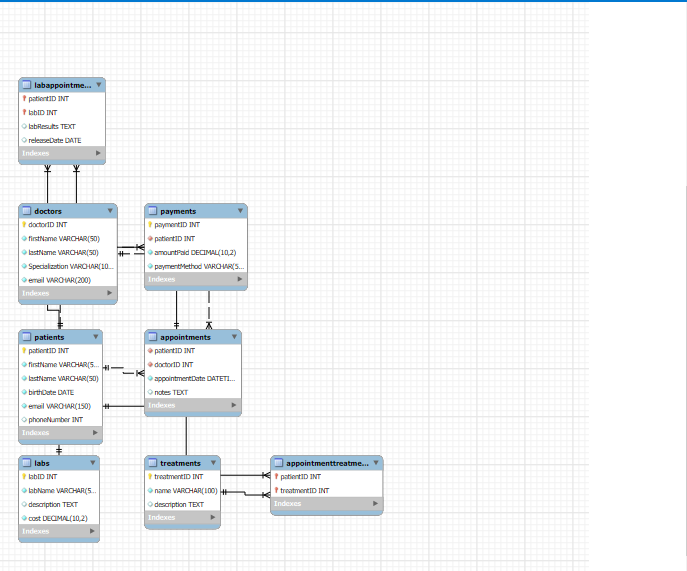 labappointme...
patientID INT
labID INT
labResults TEXT
releaseDate DATE
Indexes
doctors
doctorID INT
firstName VARCHAR(50)
lastName VARCHAR(50)
Specialization VARCHAR(10...
email VARCHAR(200)
Indexes
payments
paymentID INT
patientID INT
amountPaid DECIMAL(10,2)
paymentMethod VARCHAR(5...
Indexes
patients
patientID INT
firstName VARCHAR(5...
lastName VARCHAR(50)
birthDate DATE
email VARCHAR(150)
phoneNumber INT
Indexes
appointments
patientID INT
doctorID INT
appointmentDate DATETI...
notes TEXT
Indexes
labs
labID INT
labName VARCHAR(5...
description TEXT
cost DECIMAL(10,2)
Indexes
treatments
treatmentID INT
name VARCHAR(100)
description TEXT
Indexes
appointmenttreatme...
patientID INT
treatmentID INT
Indexes